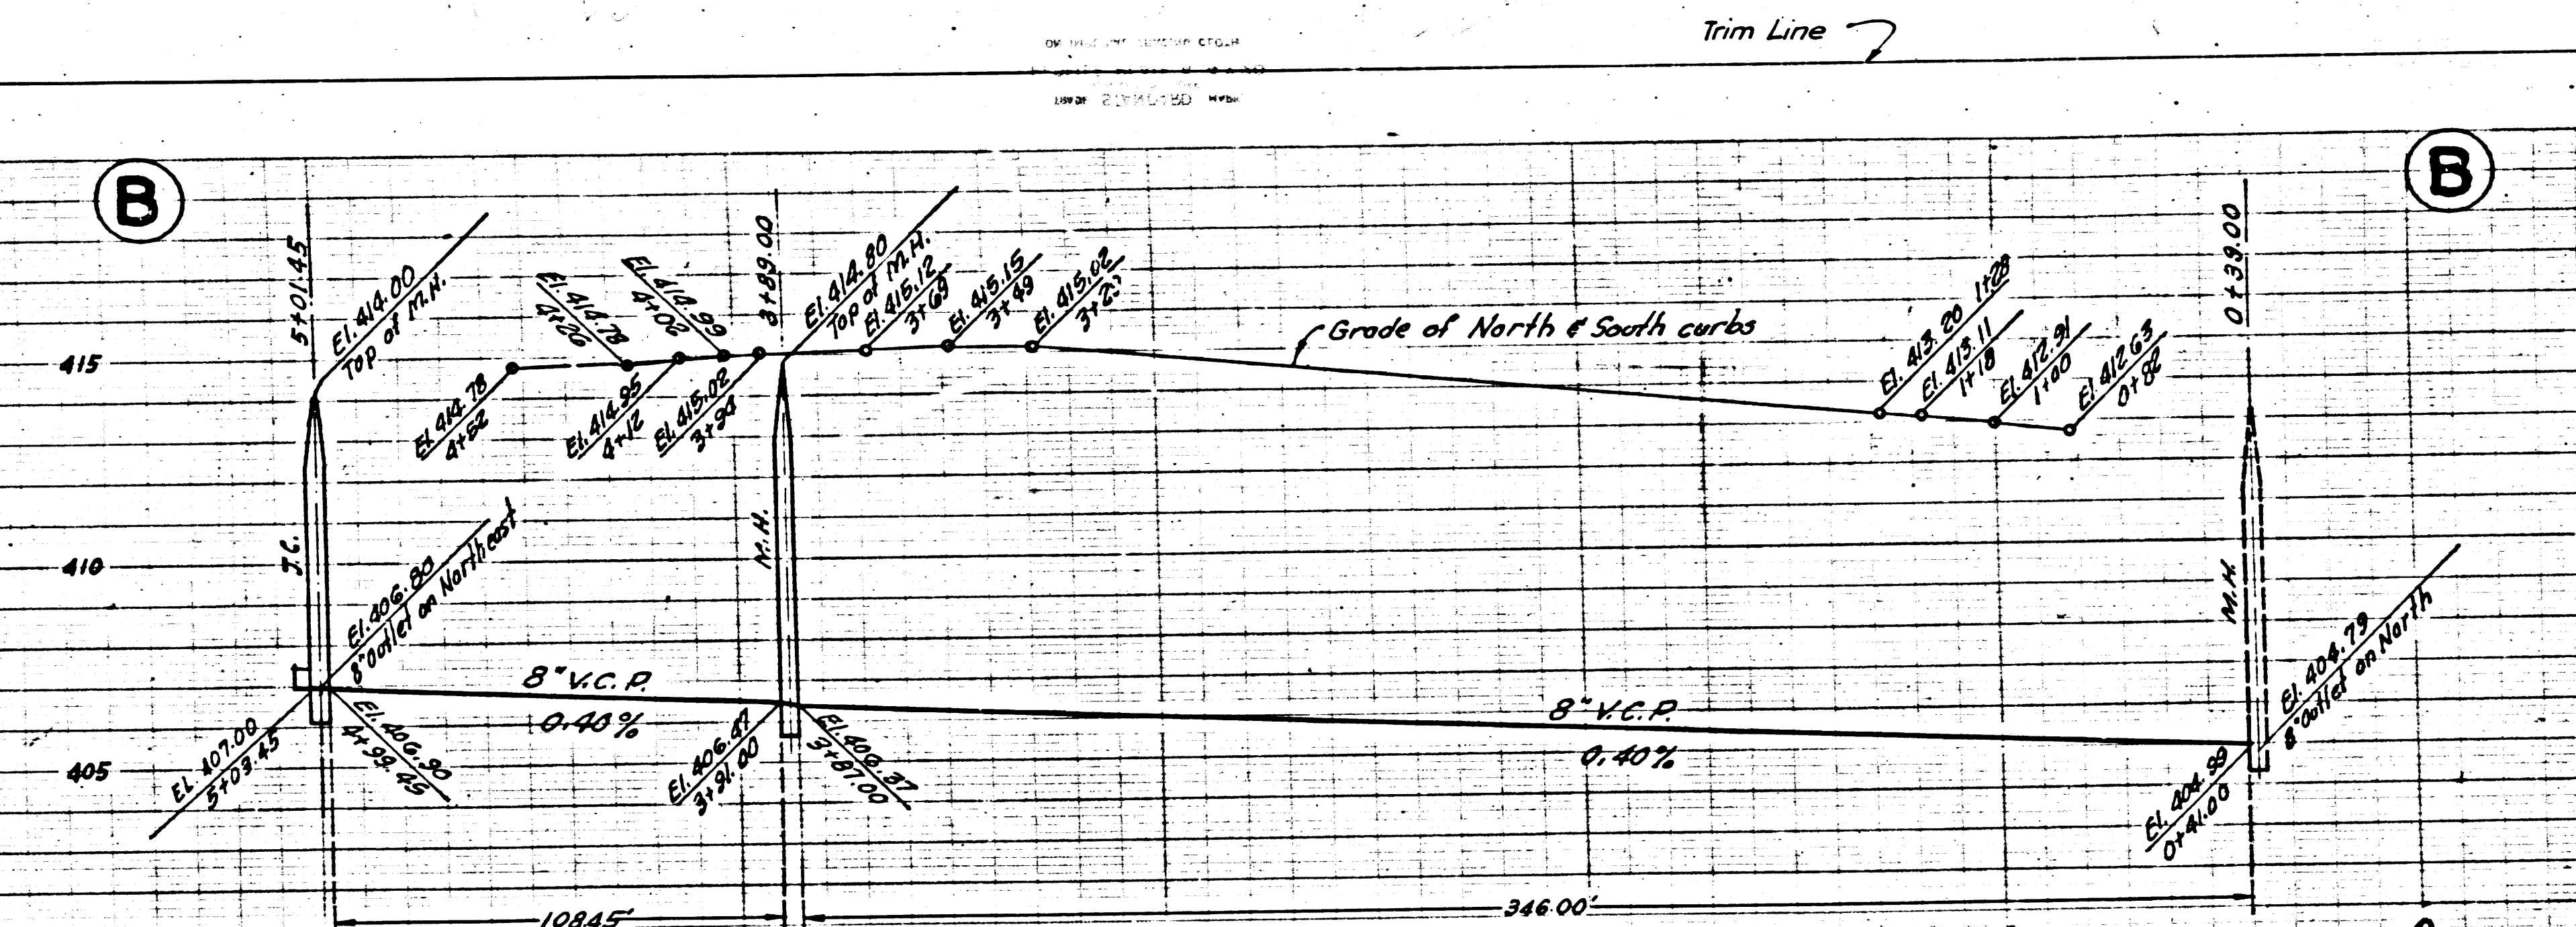 Trim Line
B
B
5+01.45
El. 414.00
Top of M.H.
El. 414.78
4+52
El. 414.78
4+26
El. 414.95
4+12
El. 414.99
4+02
El. 415.02
3+94
3+89.00
El. 414.80
Top of M.H.
El. 415.12
3+69
El. 415.15
3+49
El. 415.02
Grade of North & South curbs
El. 413.20 1+28
El. 413.11
1+18
El. 412.91
1+00
El. 412.63
0+82
0+39.00
415
410
405
J.C.
M.H.
M.H.
El. 406.80
8" Outlet on Northeast
El. 407.00
5+03.45
El. 406.90
4+99.45
8" V.C.P.
0.40%
El. 406.47
3+91.00
El. 406.37
3+87.00
8" V.C.P.
0.40%
El. 404.79
8" Outlet on North
El. 404.99
0+41.00
108.45'
346.00'